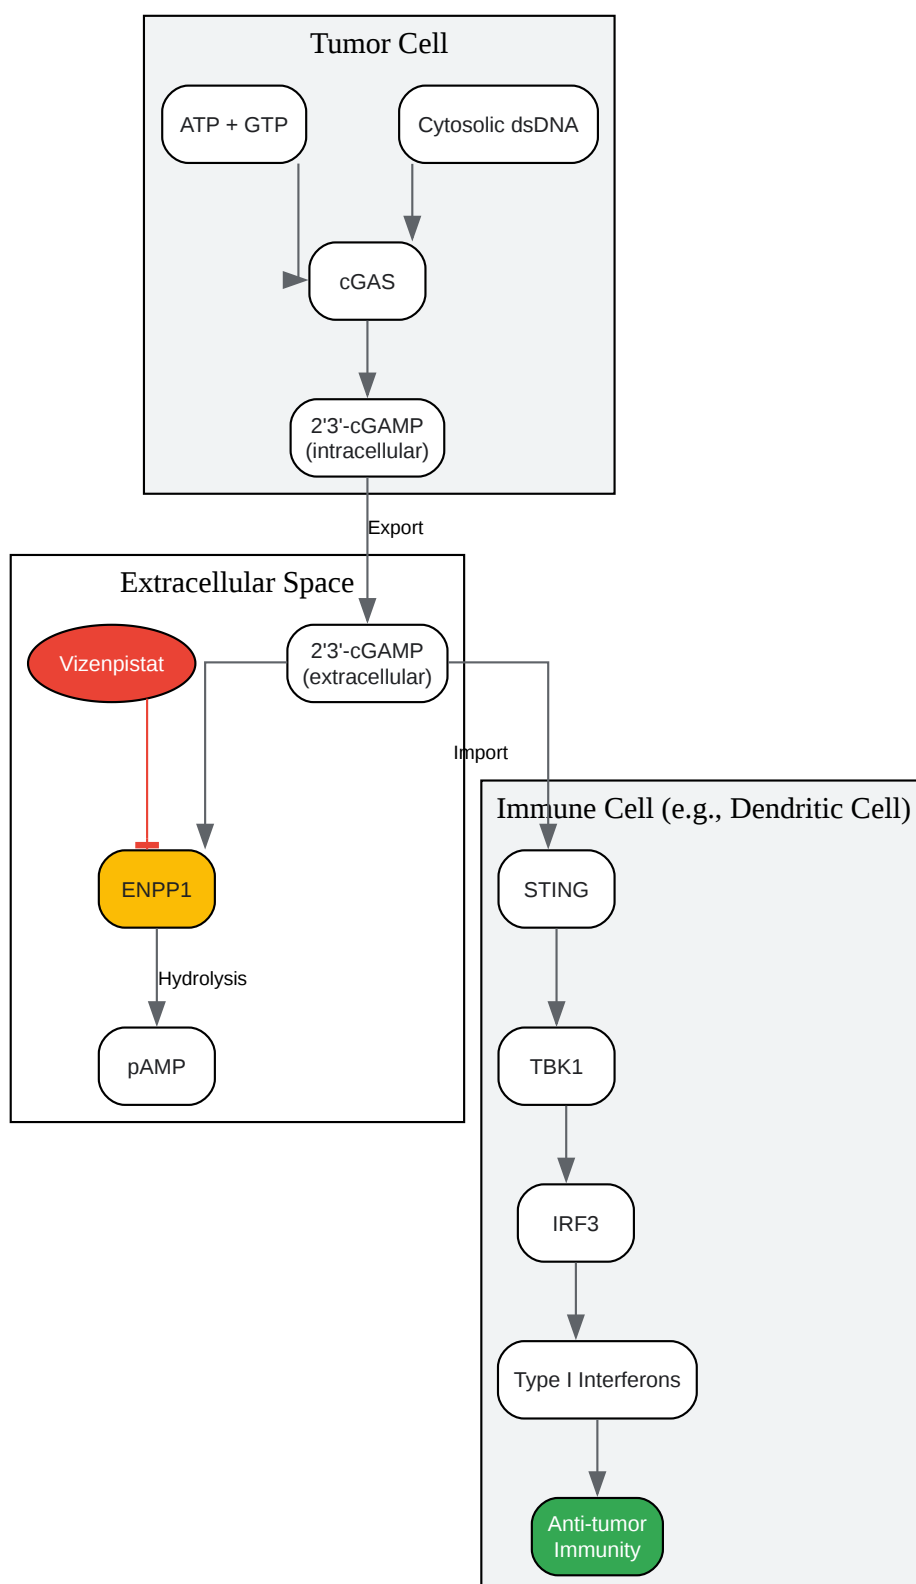 Tumor Cell
ATP + GTP
Cytosolic dsDNA
cGAS
2'3'-cGAMP
(intracellular)
Export
Extracellular Space
Vizenpistat
2'3'-cGAMP
(extracellular)
Import
Immune Cell (e.g., Dendritic Cell)
ENPP1
STING
Hydrolysis
pAMP
TBK1
IRF3
Type I Interferons
Anti-tumor
Immunity